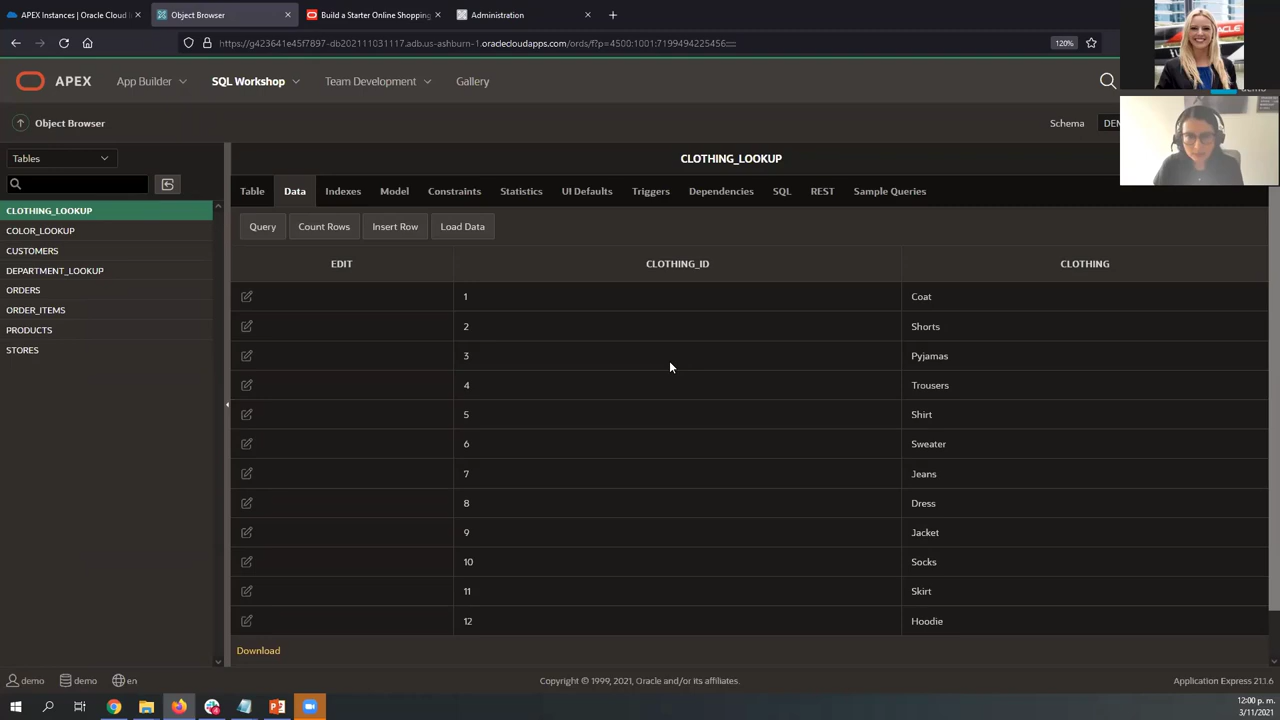 APEX Instances | Oracle Cloud I
Object Browser
Build a Starter Online Shopping
Administration
https://g423641e45f7897-db202111031117.adb.us-ashburn-1.oraclecloudapps.com/ords/f?p=4500:1001:7199494225456::::
120%
APEX
App Builder
SQL Workshop
Team Development
Gallery
demo
Object Browser
Schema
Tables
CLOTHING_LOOKUP
COLOR_LOOKUP
CUSTOMERS
DEPARTMENT_LOOKUP
ORDERS
ORDER_ITEMS
PRODUCTS
STORES
CLOTHING_LOOKUP
Table Data Indexes Model Constraints Statistics UI Defaults Triggers Dependencies SQL REST Sample Queries
Query Count Rows Insert Row Load Data
EDIT CLOTHING_ID CLOTHING
1 Coat
2 Shorts
3 Pyjamas
4 Trousers
5 Shirt
6 Sweater
7 Jeans
8 Dress
9 Jacket
10 Socks
11 Skirt
12 Hoodie
Download
demo demo en
Copyright © 1999, 2021, Oracle and/or its affiliates.
Application Express 21.1.6
12:00 p. m.
3/11/2021